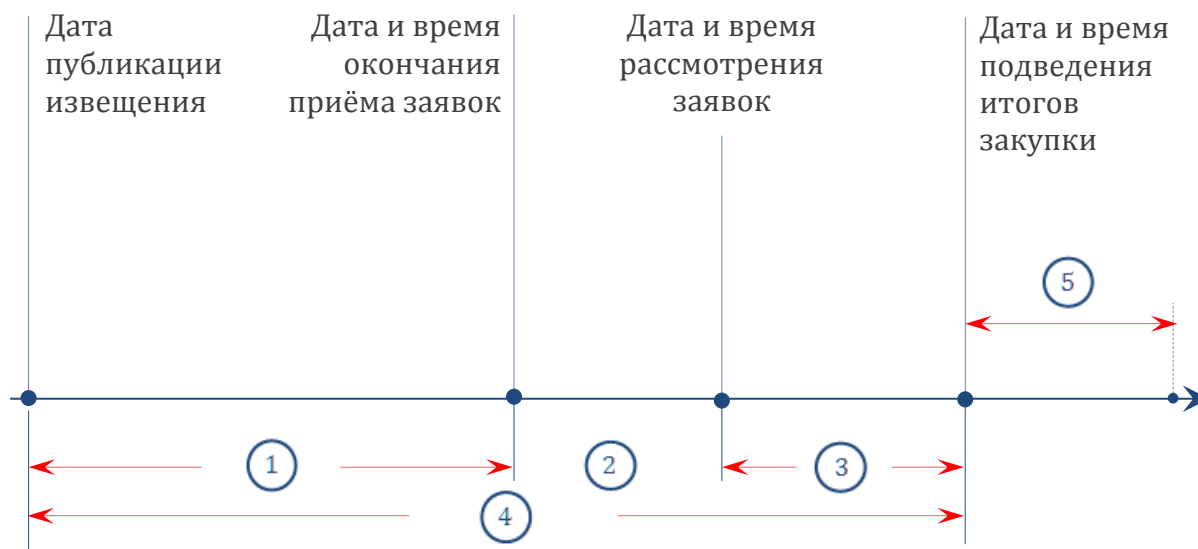 Дата
публикации
извещения
Дата и время
окончания
приёма заявок
Дата и время
рассмотрения
заявок
Дата и время
подведения
итогов
закупки
5
1
2
3
4